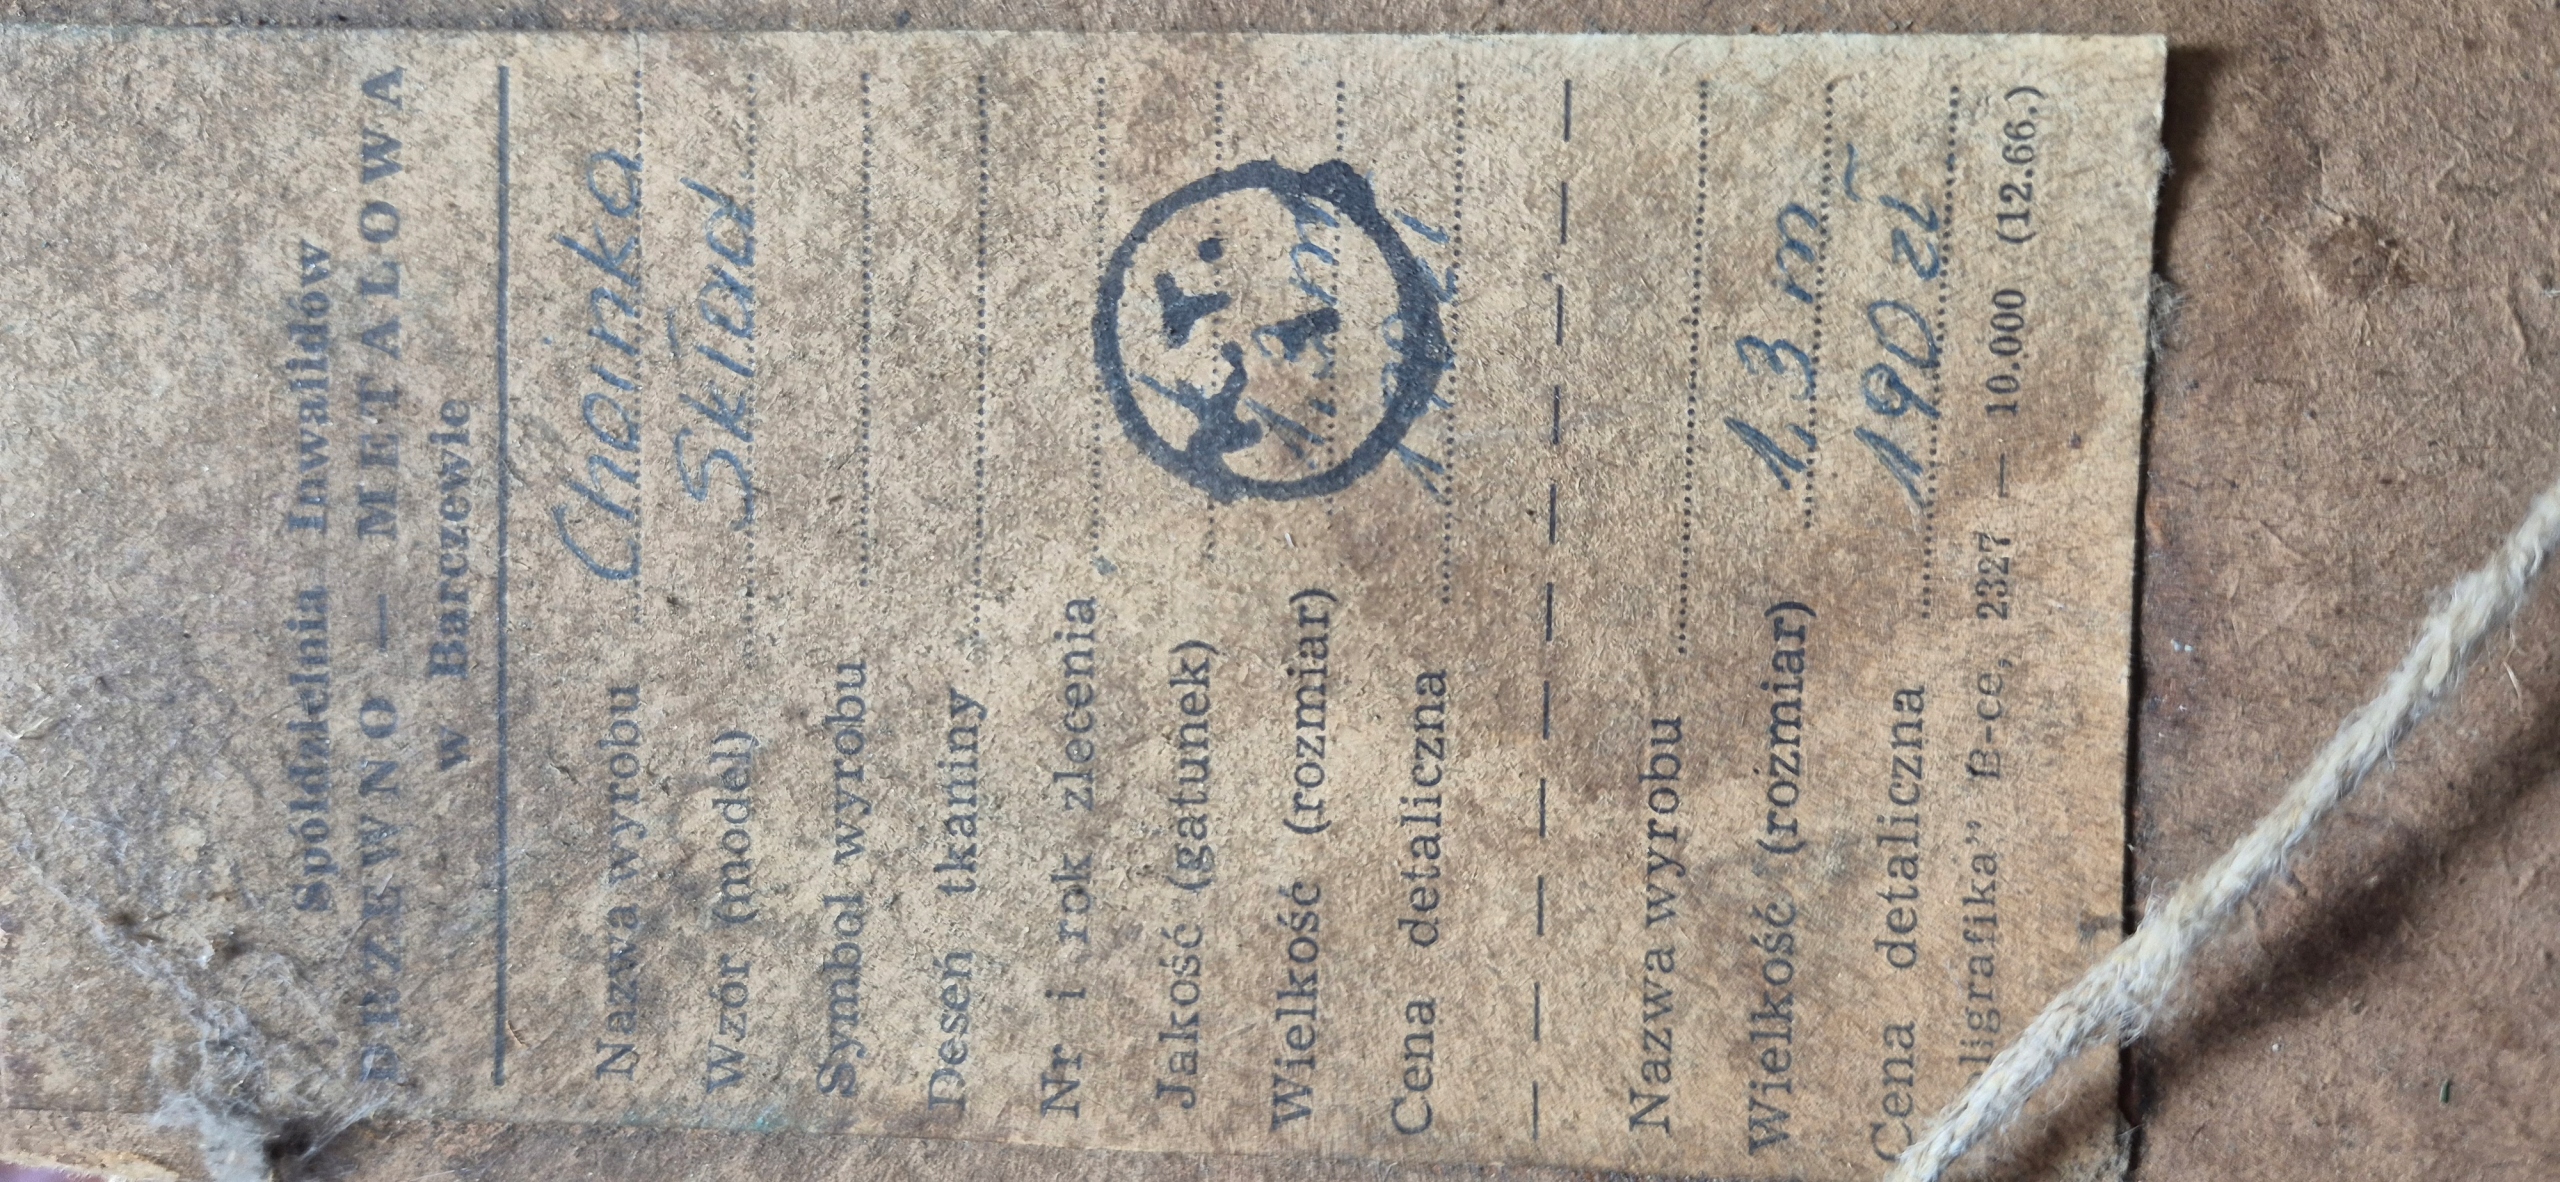 Spółdzielnia Inwalidów
DRZEWNO — METALOWA
w Barczewie
Nazwa wyrobu Choinka
Wzór (model) Skład
Symbol wyrobu
Deseń tkaniny
Nr i rok zlecenia
Jakość (gatunek)
Wielkość (rozmiar) 1,3 m
Cena detaliczna
Nazwa wyrobu
Wielkość (rozmiar) 1,3 m
Cena detaliczna 190 zł
ligrafika” B-ce, 2327 — 10.000 (12.66.)